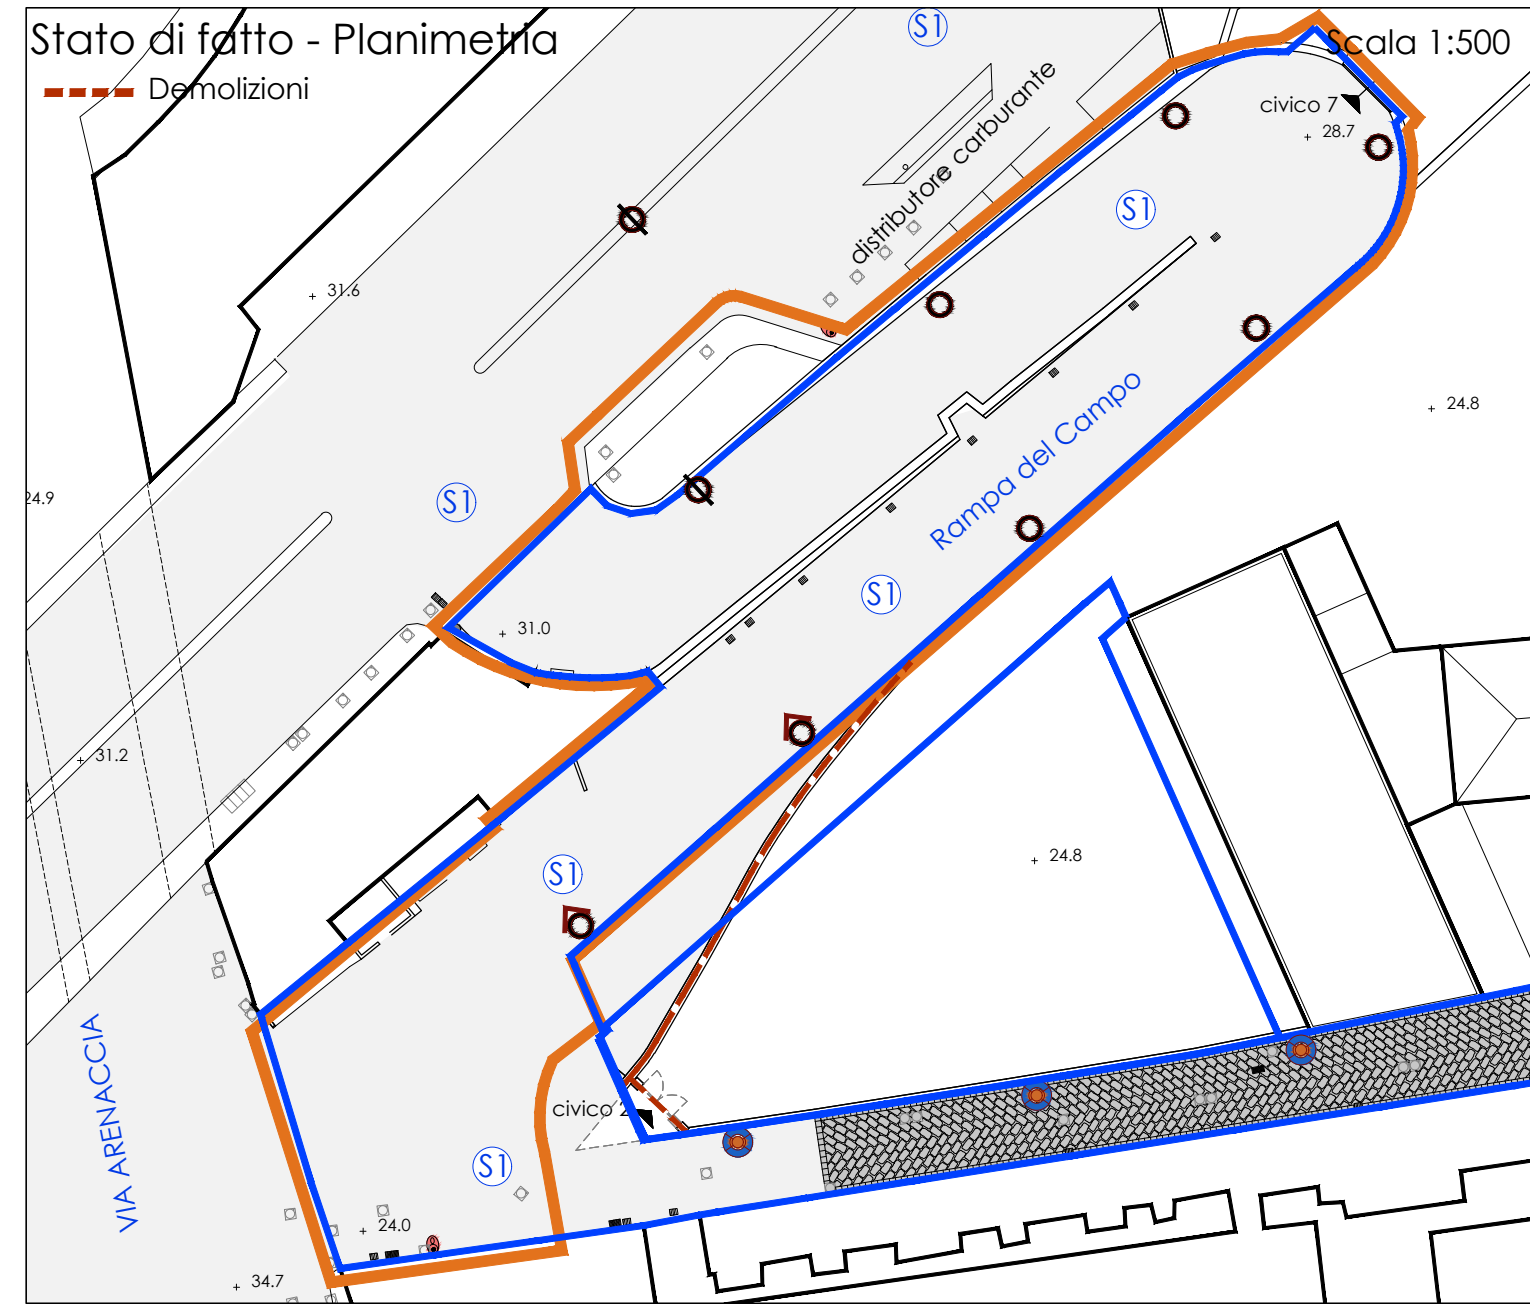 Stato di fatto - Planimetria
Scala 1:500
Demolizioni
S1
distributore carburante
civico 7
28.7
S1
31.6
24.8
24.9
S1
Rampa del Campo
31.0
S1
31.2
24.8
S1
VIA ARENACCIA
civico 2
S1
24.0
34.7